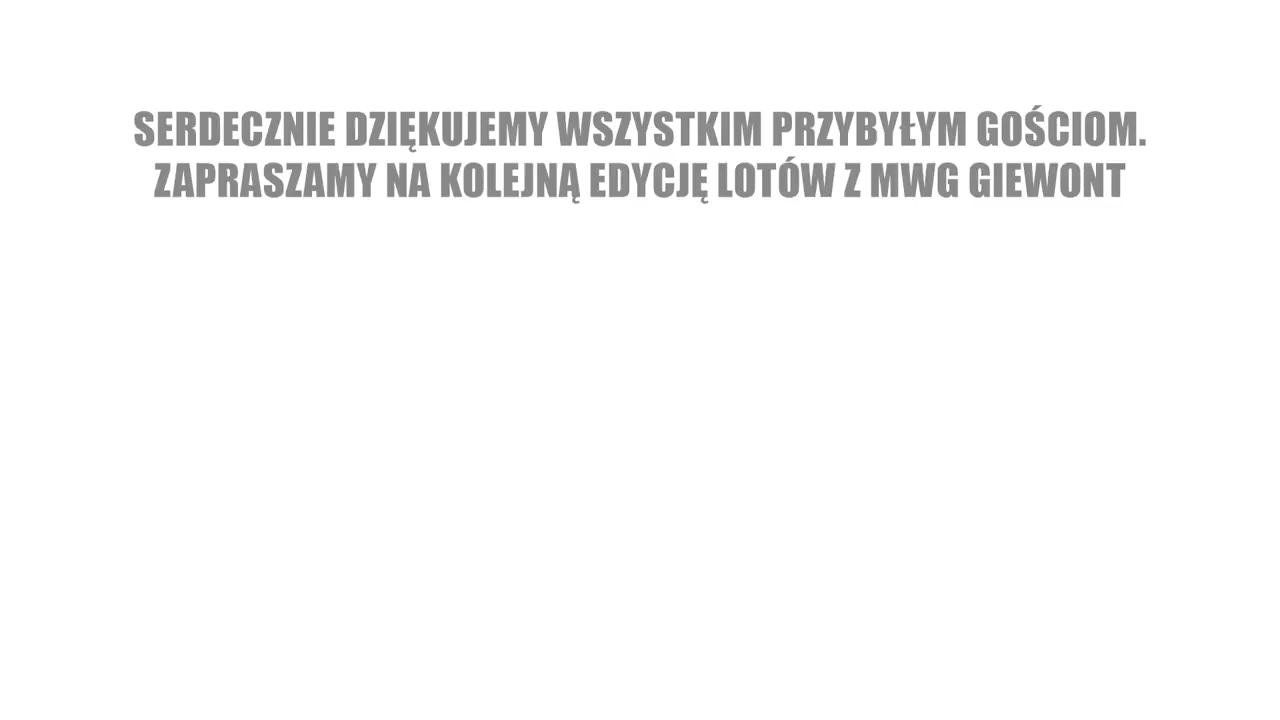 SERDECZNIE DZIĘKUJEMY WSZYSTKIM PRZYBYŁYM GOŚCIOM.
ZAPRASZAMY NA KOLEJNĄ EDYCJĘ LOTÓW Z MWG GIEWONT